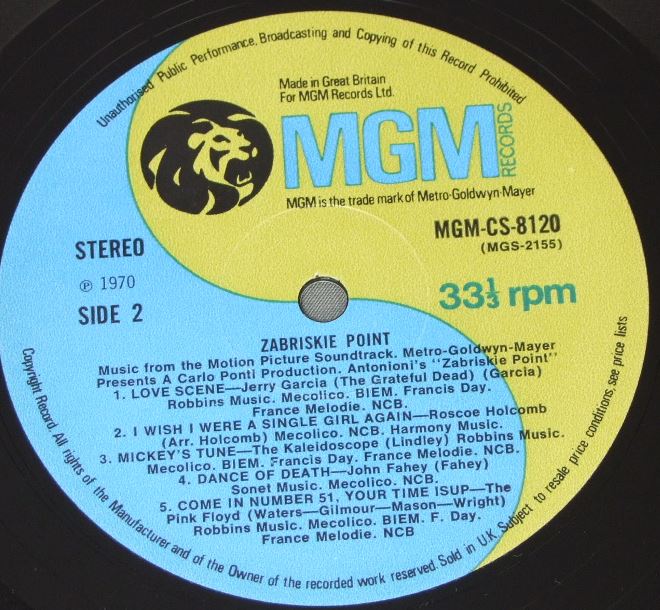 Unauthorised Public Performance, Broadcasting and Copying of this Record Prohibited
Made in Great Britain
For MGM Records Ltd.
MGM
RECORDS
MGM is the trade mark of Metro-Goldwyn-Mayer
STEREO
MGM-CS-8120
(MGS-2155)
℗ 1970
SIDE 2
33⅓ rpm
ZABRISKIE POINT
Music from the Motion Picture Soundtrack. Metro-Goldwyn-Mayer
Presents A Carlo Ponti Production. Antonioni's "Zabriskie Point"
1. LOVE SCENE—Jerry Garcia (The Grateful Dead) (Garcia)
Robbins Music. Mecolico. BIEM. Francis Day.
France Melodie. NCB.
2. I WISH I WERE A SINGLE GIRL AGAIN—Roscoe Holcomb
(Arr. Holcomb) Mecolico. NCB. Harmony Music.
3. MICKEY'S TUNE—The Kaleidoscope (Lindley) Robbins Music.
Mecolico. BIEM. Francis Day. France Melodie. NCB.
4. DANCE OF DEATH—John Fahey (Fahey)
Sonet Music. Mecolico. NCB.
5. COME IN NUMBER 51, YOUR TIME ISUP—The
Pink Floyd (Waters—Gilmour—Mason—Wright)
Robbins Music. Mecolico. BIEM. F. Day.
France Melodie. NCB
Copyright Record. All rights of the Manufacturer and of the Owner of the recorded work reserved. Sold in U.K. Subject to resale price conditions, see price lists